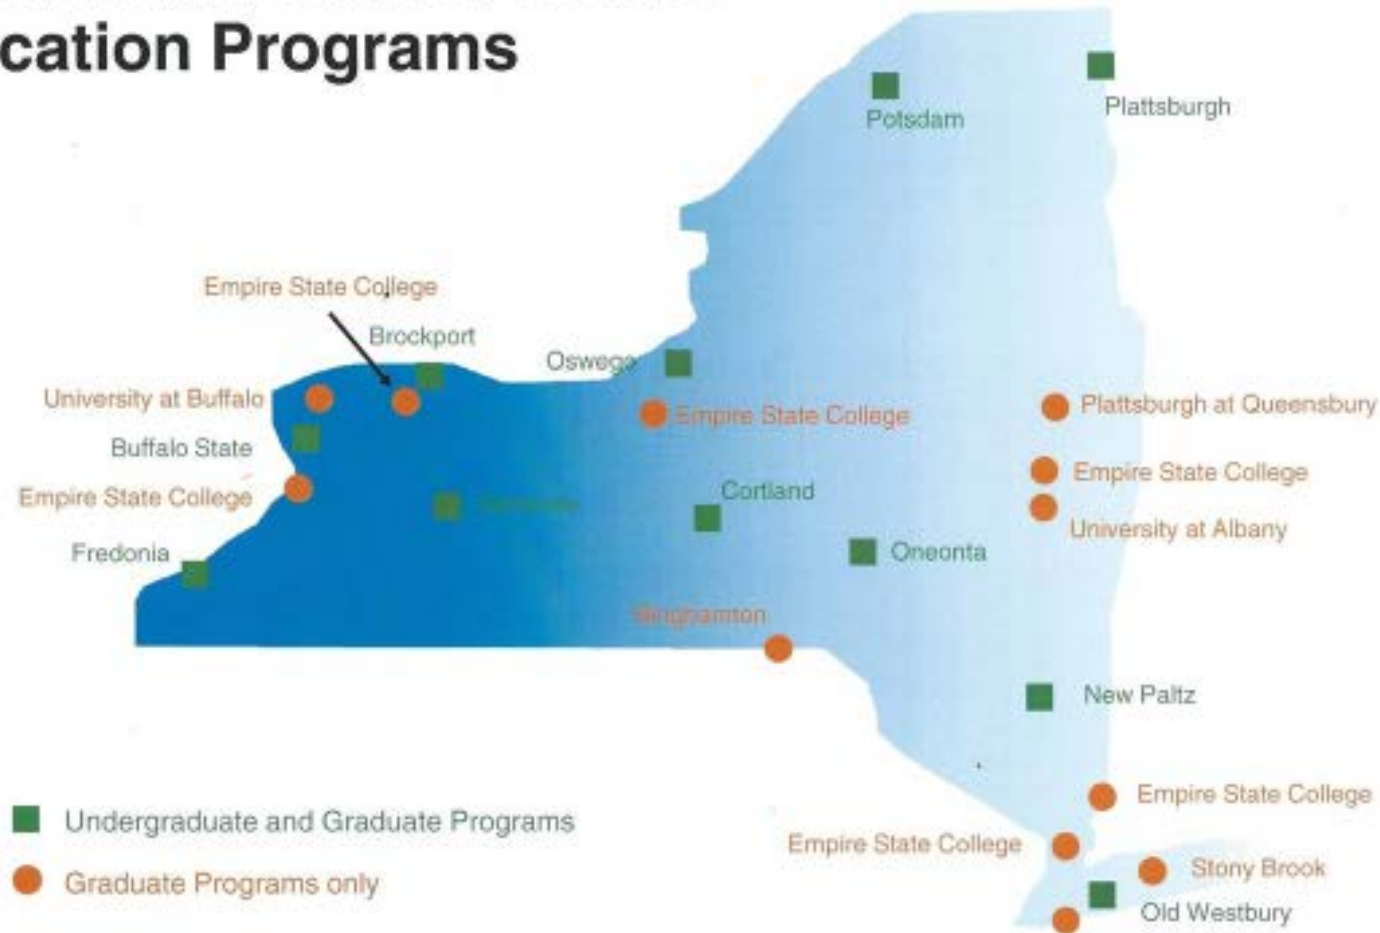 cation Programs
Potsdam
Plattsburgh
Empire State College
Brockport
Oswego
University at Buffalo
Empire State College
Plattsburgh at Queensbury
Buffalo State
Empire State College
Empire State College
Cortland
University at Albany
Fredonia
Oneonta
Binghamton
New Paltz
Empire State College
Undergraduate and Graduate Programs
Empire State College
Stony Brook
Graduate Programs only
Old Westbury